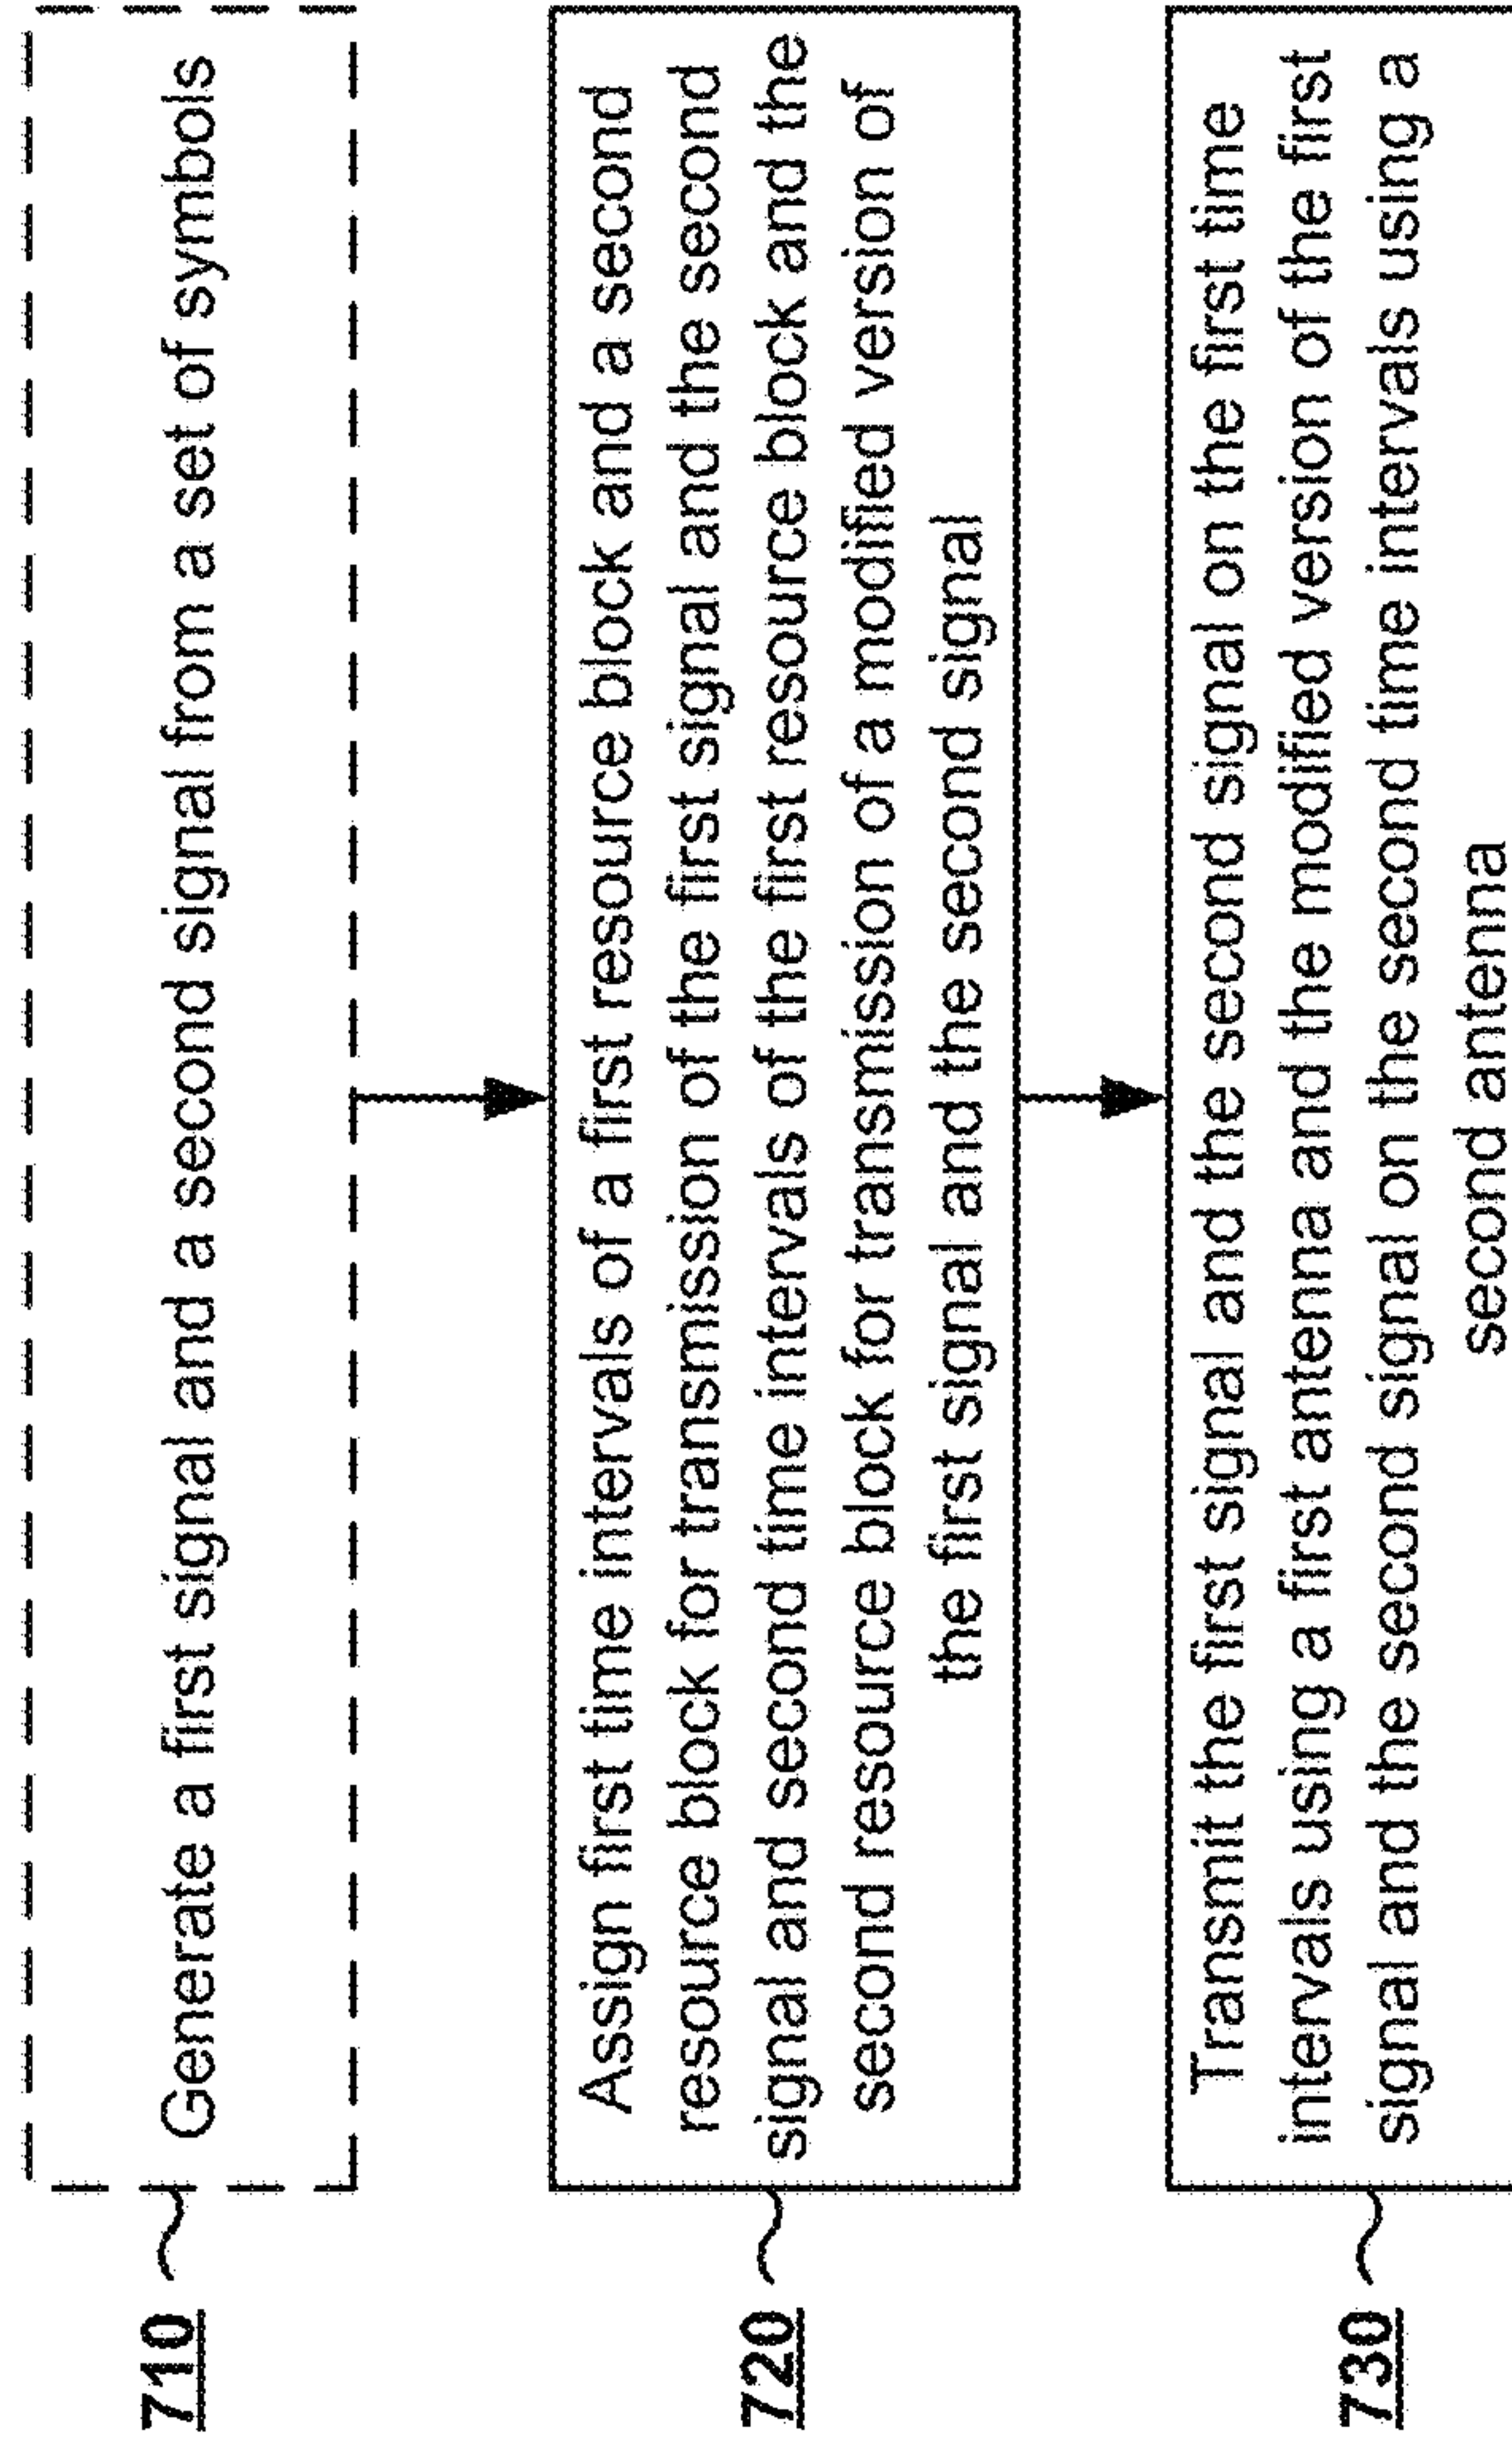 710
Generate a first signal and a second signal from a set of symbols
720
Assign first time intervals of a first resource block and a second
resource block for transmission of the first signal and the second
signal and second time intervals of the first resource block and the
second resource block for transmission of a modified version of
the first signal and the second signal
730
Transmit the first signal and the second signal on the first time
intervals using a first antenna and the modified version of the first
signal and the second signal on the second time intervals using a
second antenna